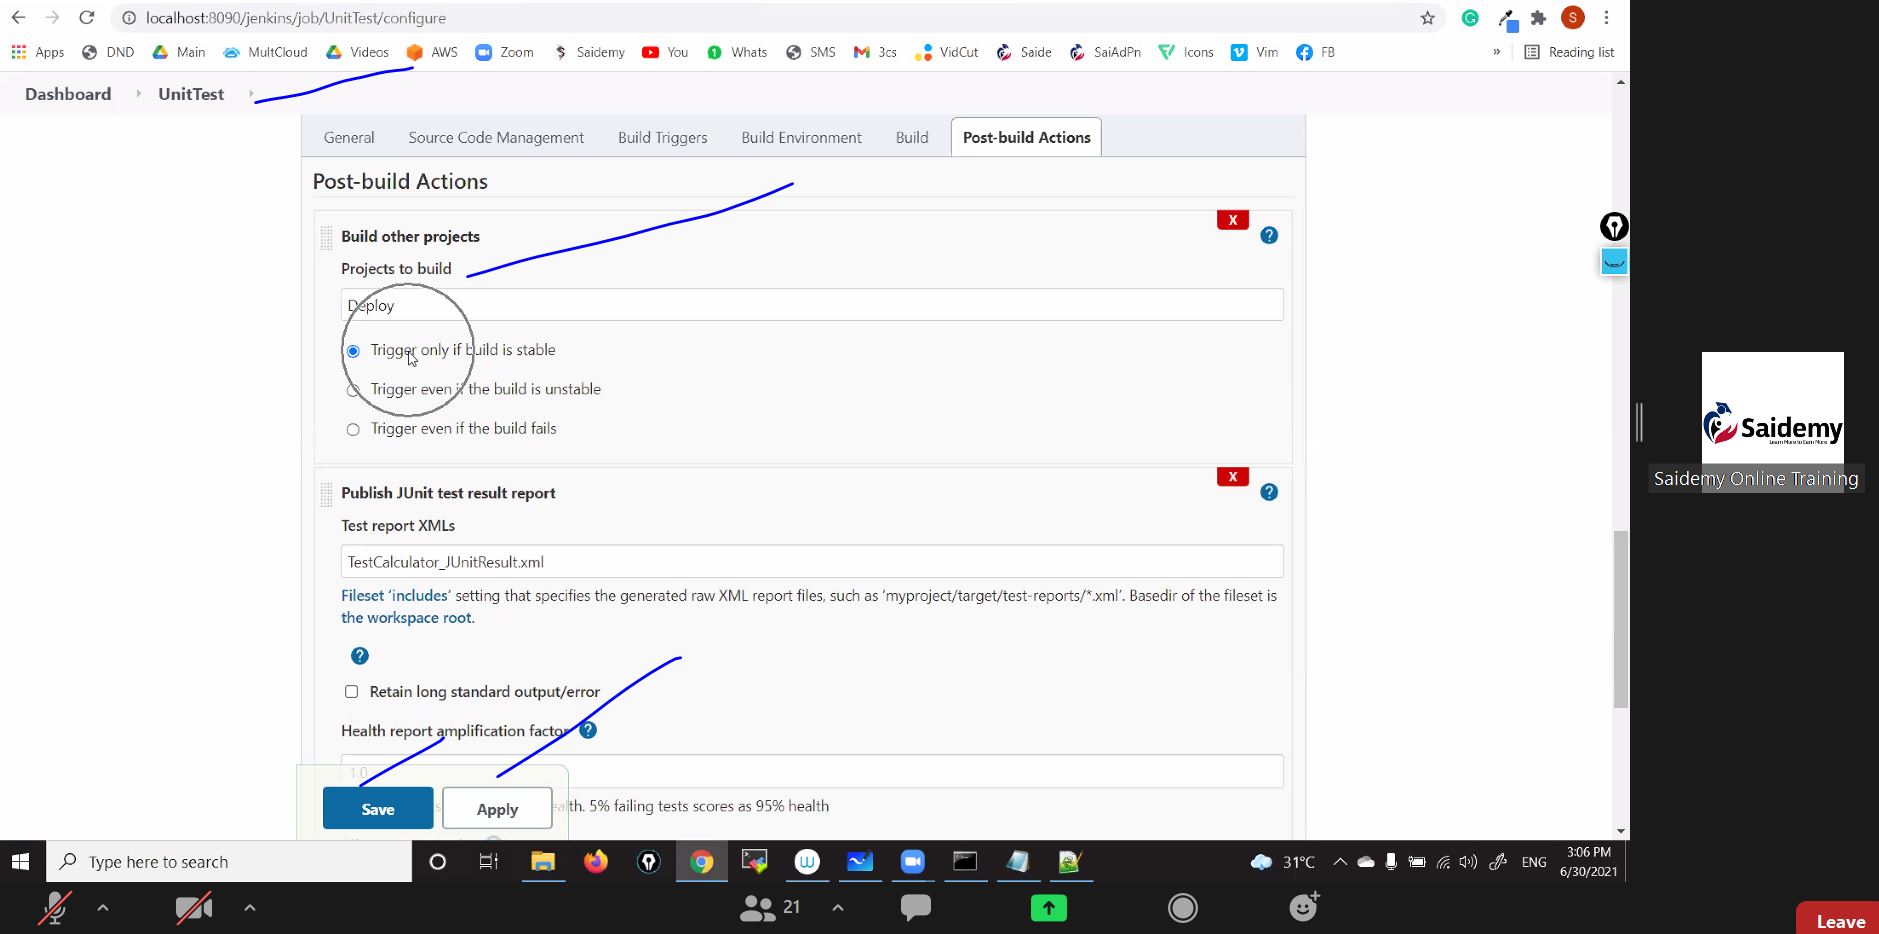 localhost:8090/jenkins/job/UnitTest/configure
S
Apps DND Main MultCloud Videos AWS Zoom Saidemy You Whats SMS 3cs VidCut Saide SaiAdPn Icons Vim FB » Reading list
Dashboard UnitTest
General Source Code Management Build Triggers Build Environment Build Post-build Actions
Post-build Actions
X
Build other projects ?
Projects to build
Deploy
Trigger only if build is stable
Trigger even if the build is unstable
Trigger even if the build fails
X
Publish JUnit test result report ?
Test report XMLs
TestCalculator_JUnitResult.xml
Fileset ‘includes’ setting that specifies the generated raw XML report files, such as ‘myproject/target/test-reports/*.xml’. Basedir of the fileset is
the workspace root.
?
Retain long standard output/error
Health report amplification factor ?
1.0
Save Apply alth. 5% failing tests scores as 95% health
Type here to search
31°C ENG
3:06 PM
6/30/2021
21
Leave
Saidemy
Learn More to Earn More
Saidemy Online Training